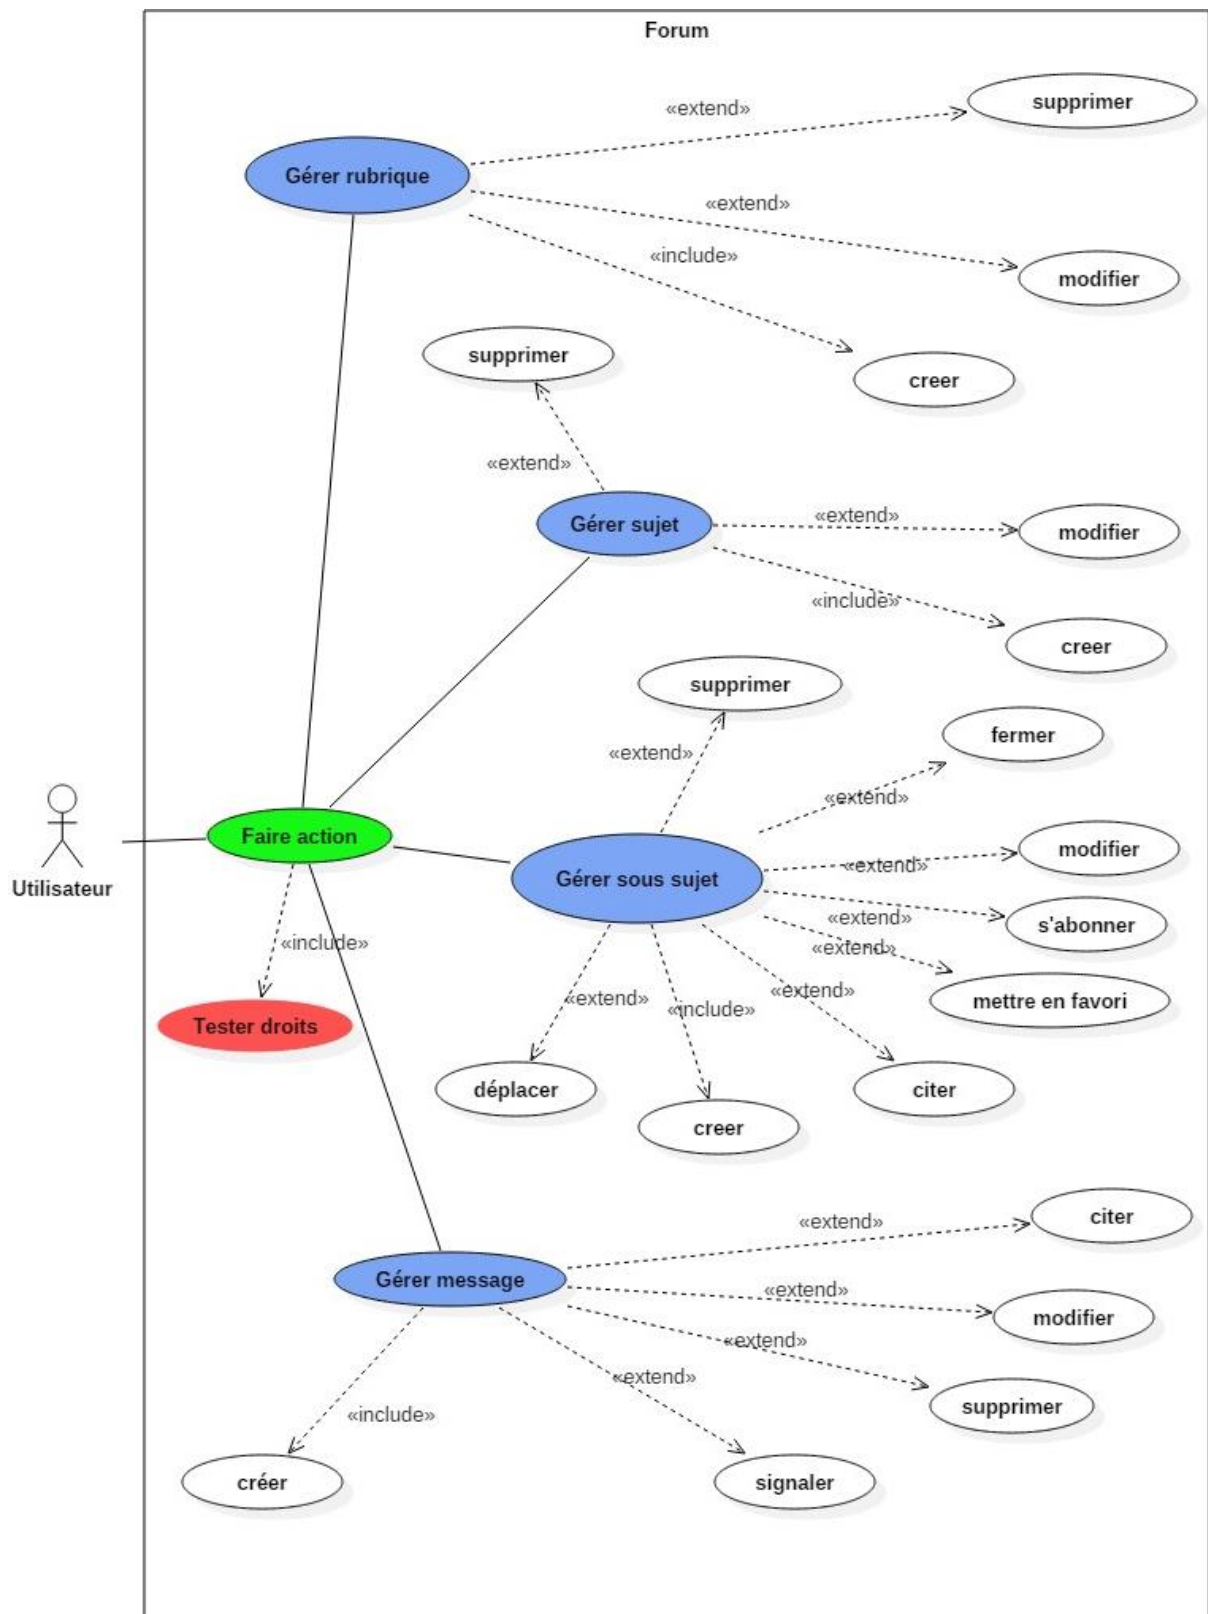 Forum
«extend»
supprimer
Gérer rubrique
«extend»
«include»
modifier
supprimer
creer
«extend»
Gérer sujet
«extend»
modifier
«include»
creer
supprimer
fermer
«extend»
«extend»
Faire action
modifier
«extend»
Gérer sous sujet
Utilisateur
«extend»
s'abonner
«include»
«extend»
mettre en favori
«extend»
«include»
«extend»
Tester droits
déplacer
citer
creer
«extend»
citer
Gérer message
«extend»
modifier
«extend»
«extend»
supprimer
«include»
créer
signaler